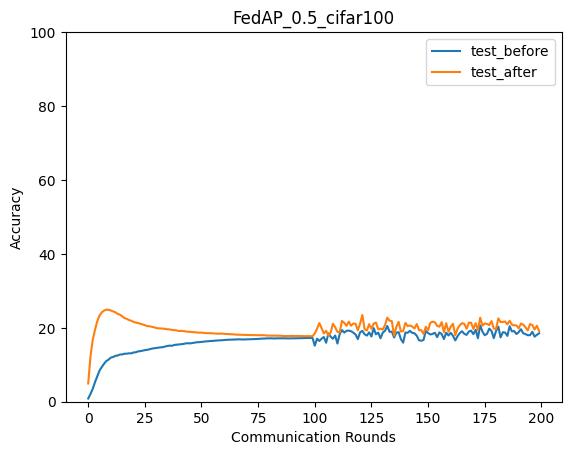 FedAP_0.5_cifar100
test_before
test_after
Accuracy
100
80
60
40
20
0
0 25 50 75 100 125 150 175 200
Communication Rounds